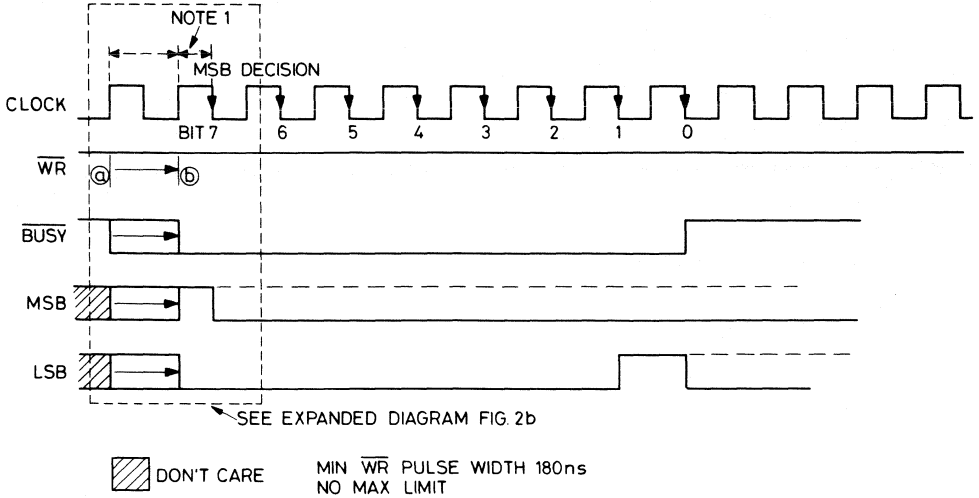 NOTE 1
MSB DECISION
CLOCK
BIT 7 6 5 4 3 2 1 0
WR
a b
BUSY
MSB
LSB
SEE EXPANDED DIAGRAM FIG. 2b
DON'T CARE
MIN WR PULSE WIDTH 180ns
NO MAX LIMIT